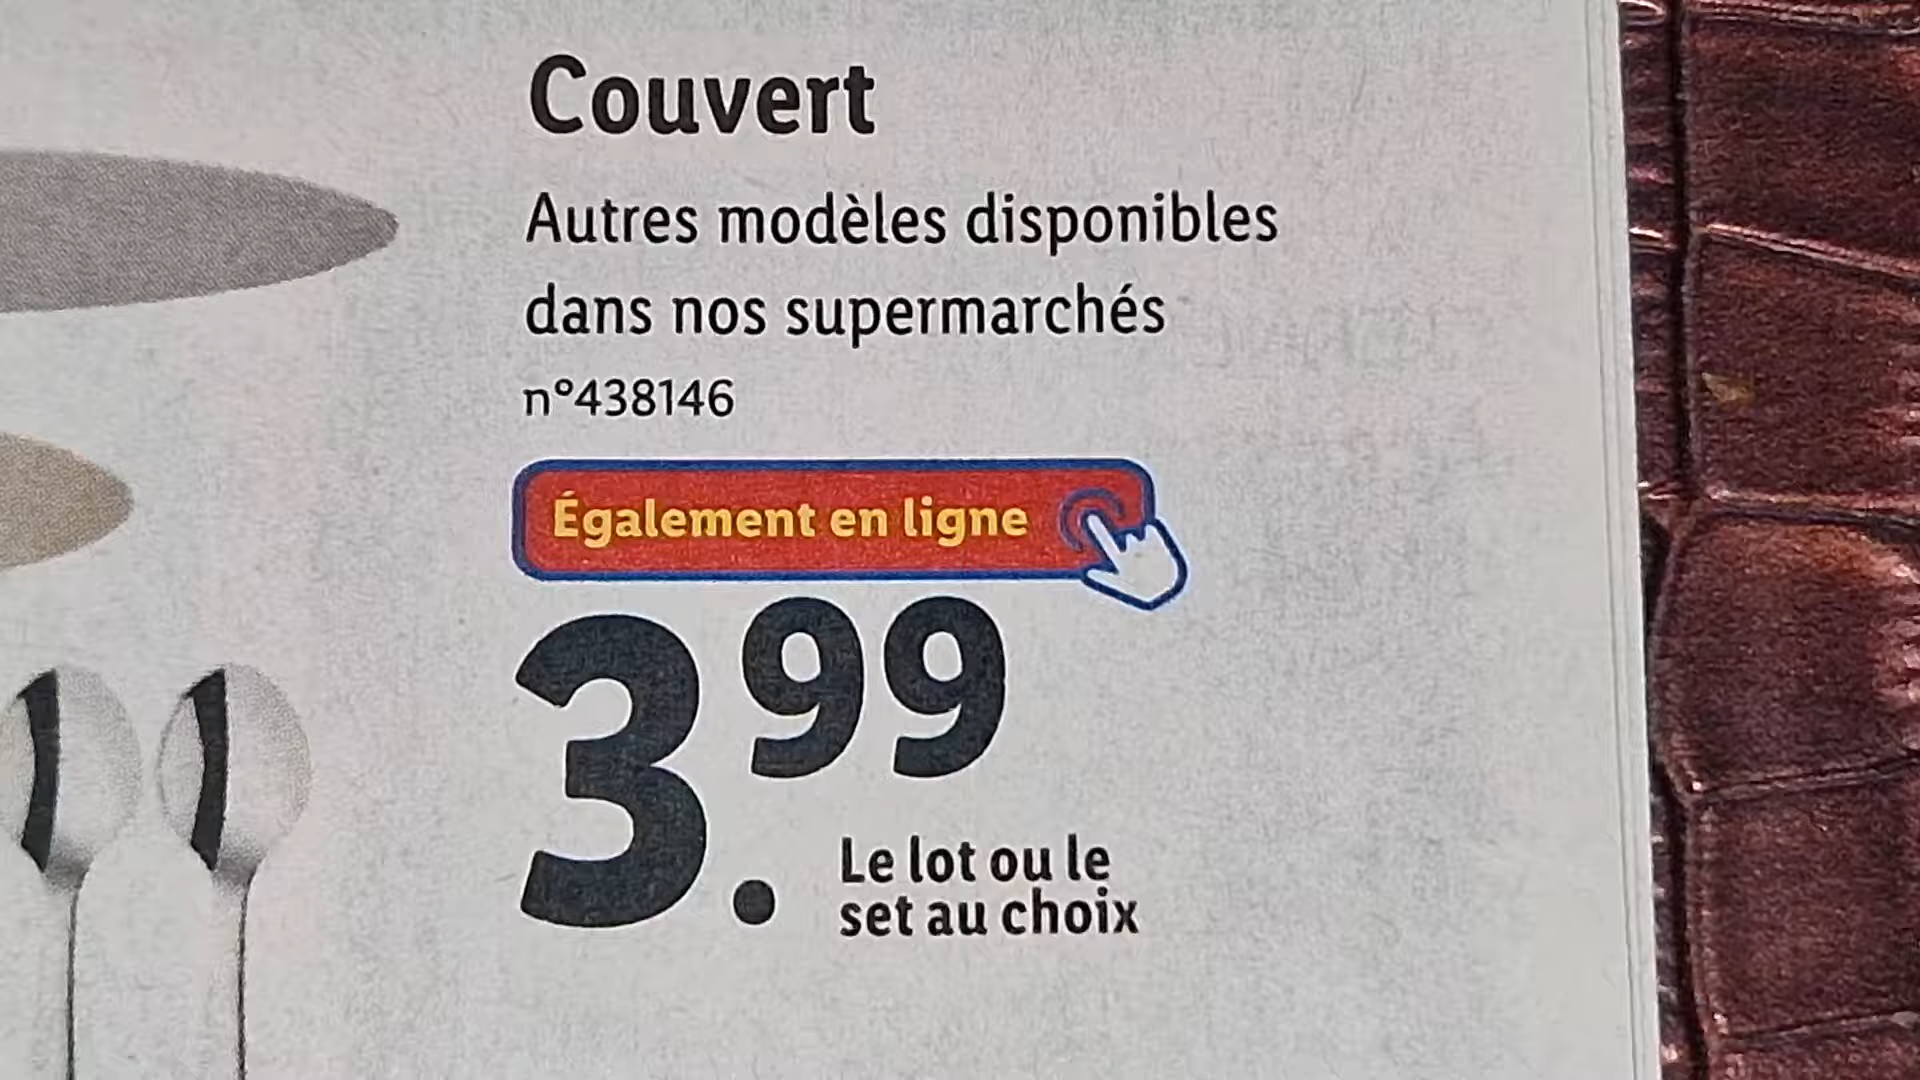 Couvert
Autres modèles disponibles
dans nos supermarchés
n°438146
Également en ligne
3.99
Le lot ou le
set au choix